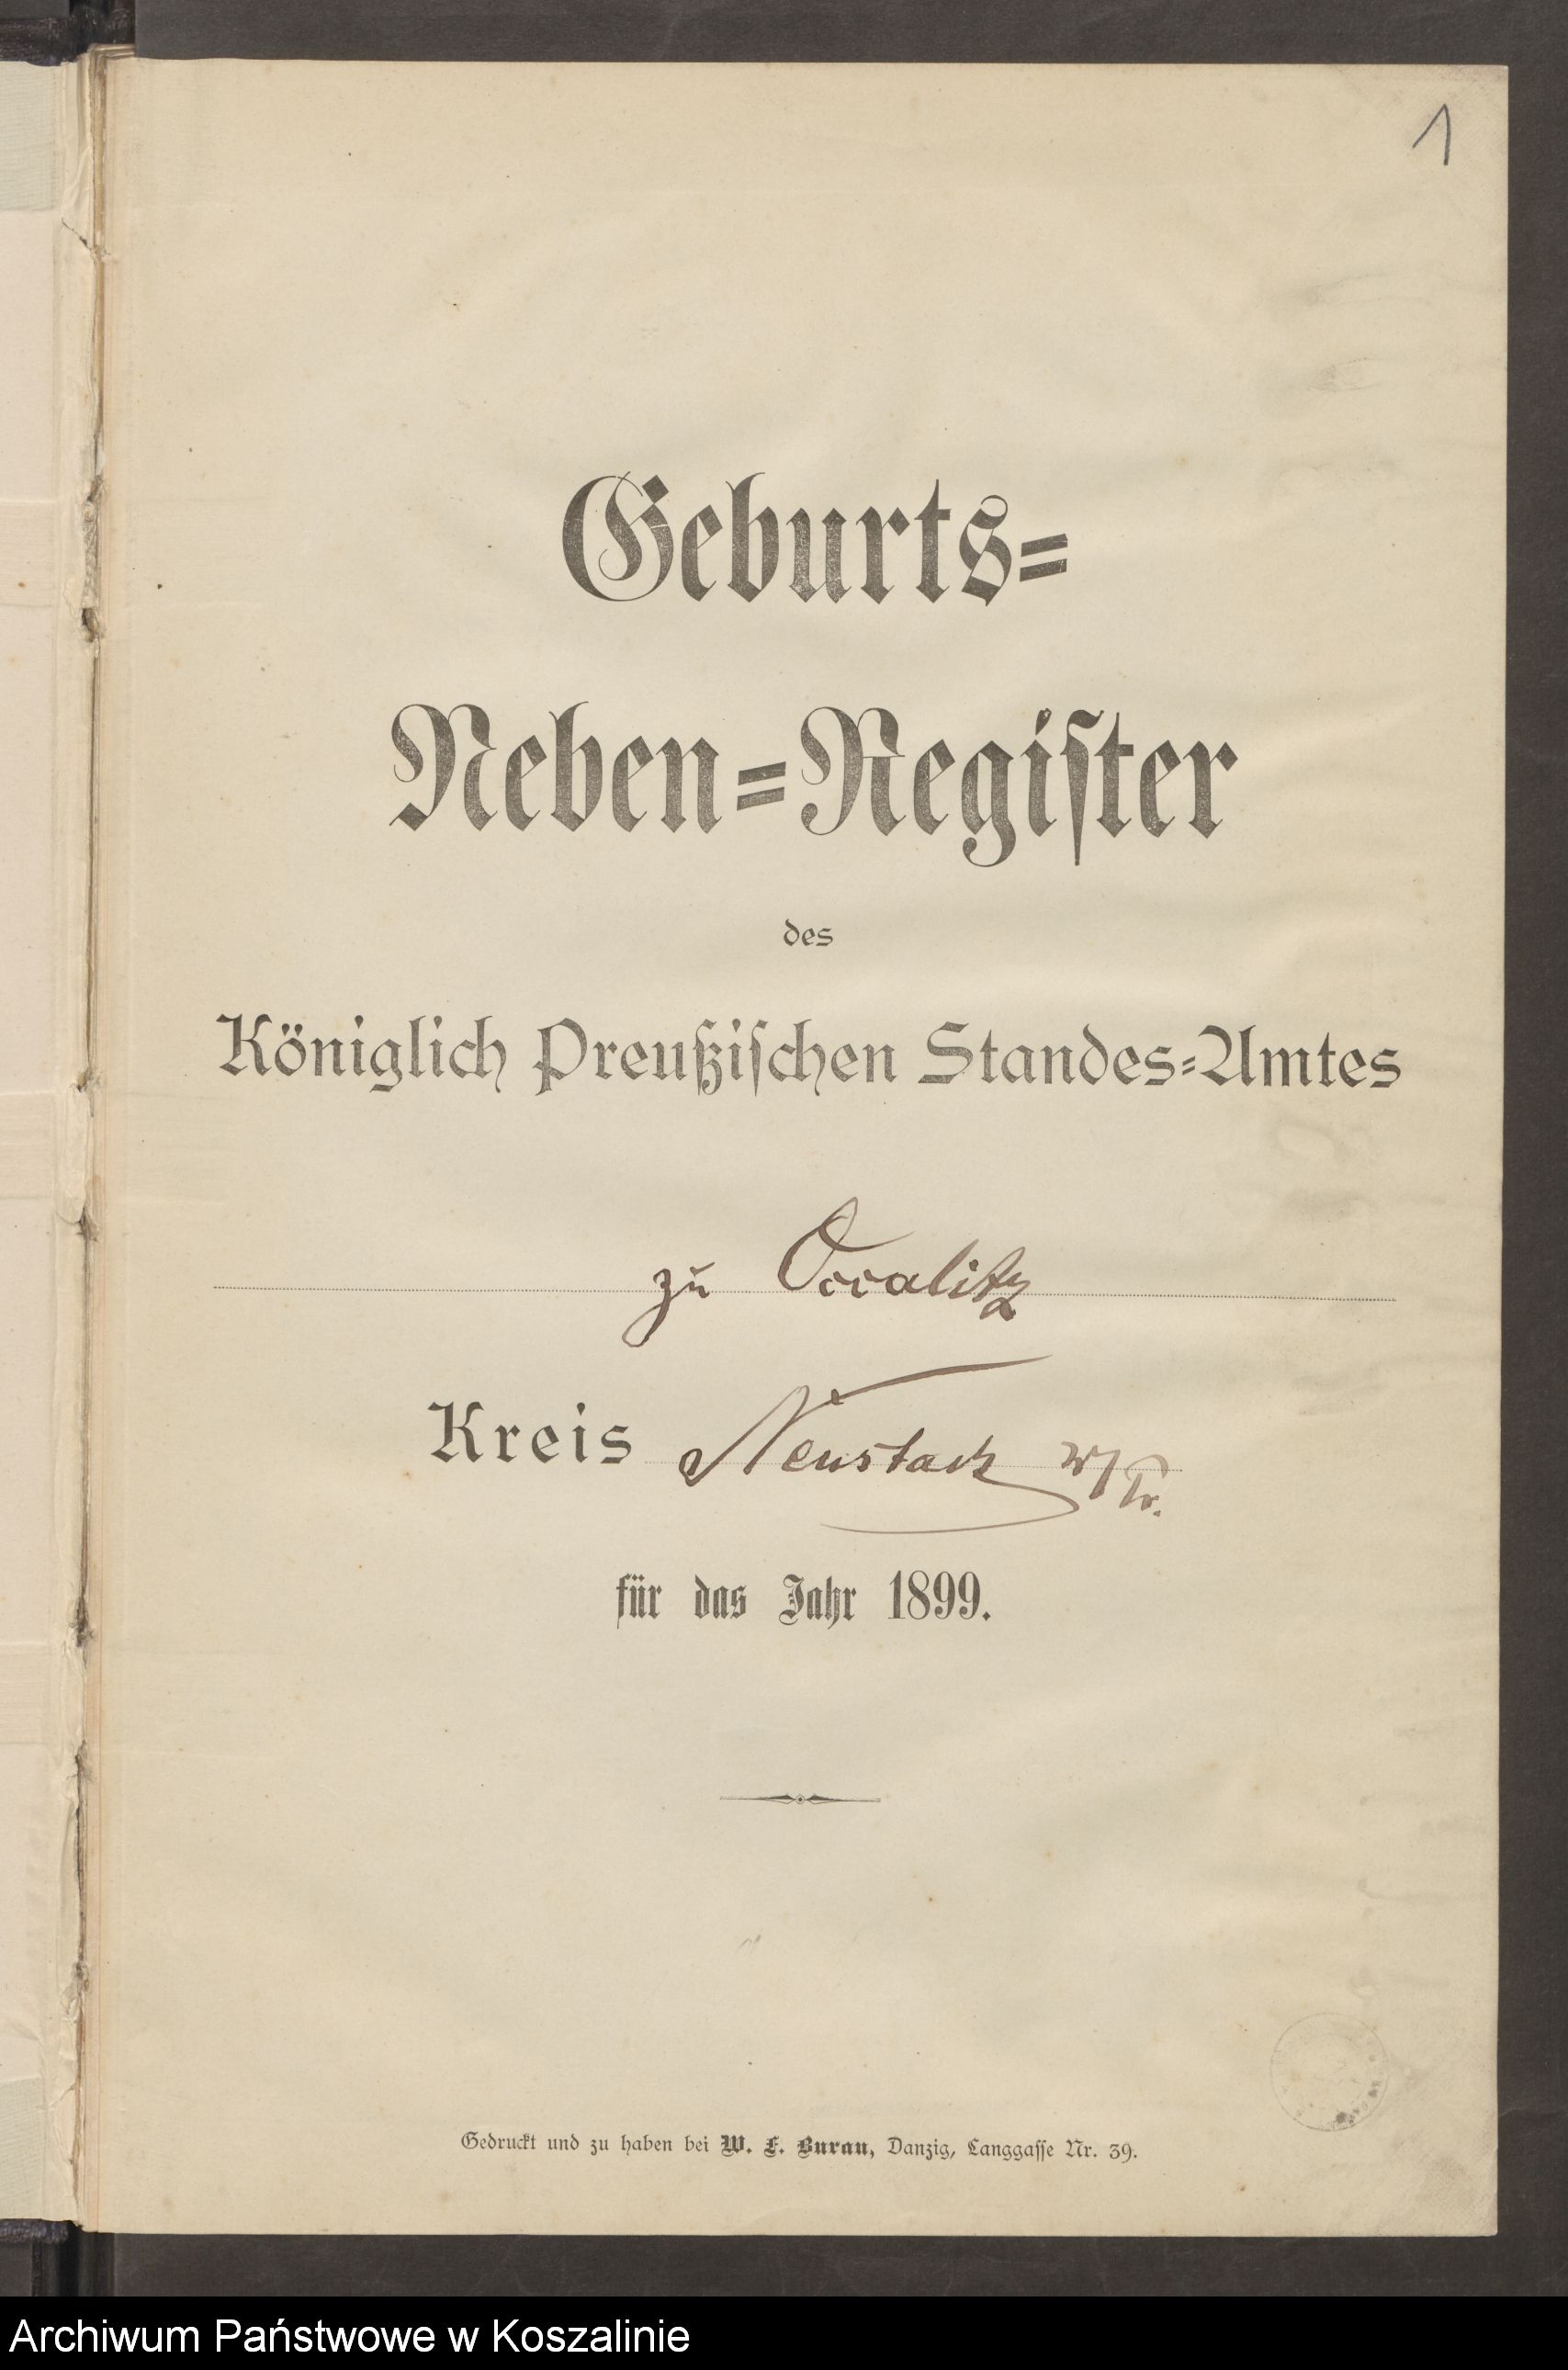 1
Geburts=
Neben=Register
des
Königlich Preußischen Standes=Amtes
zu Occalitz
Kreis Neustadt W/Pr.
für das Jahr 1899.
Gedruckt und zu haben bei W. F. Burau, Danzig, Langgasse Nr. 39.
Archiwum Państwowe w Koszalinie